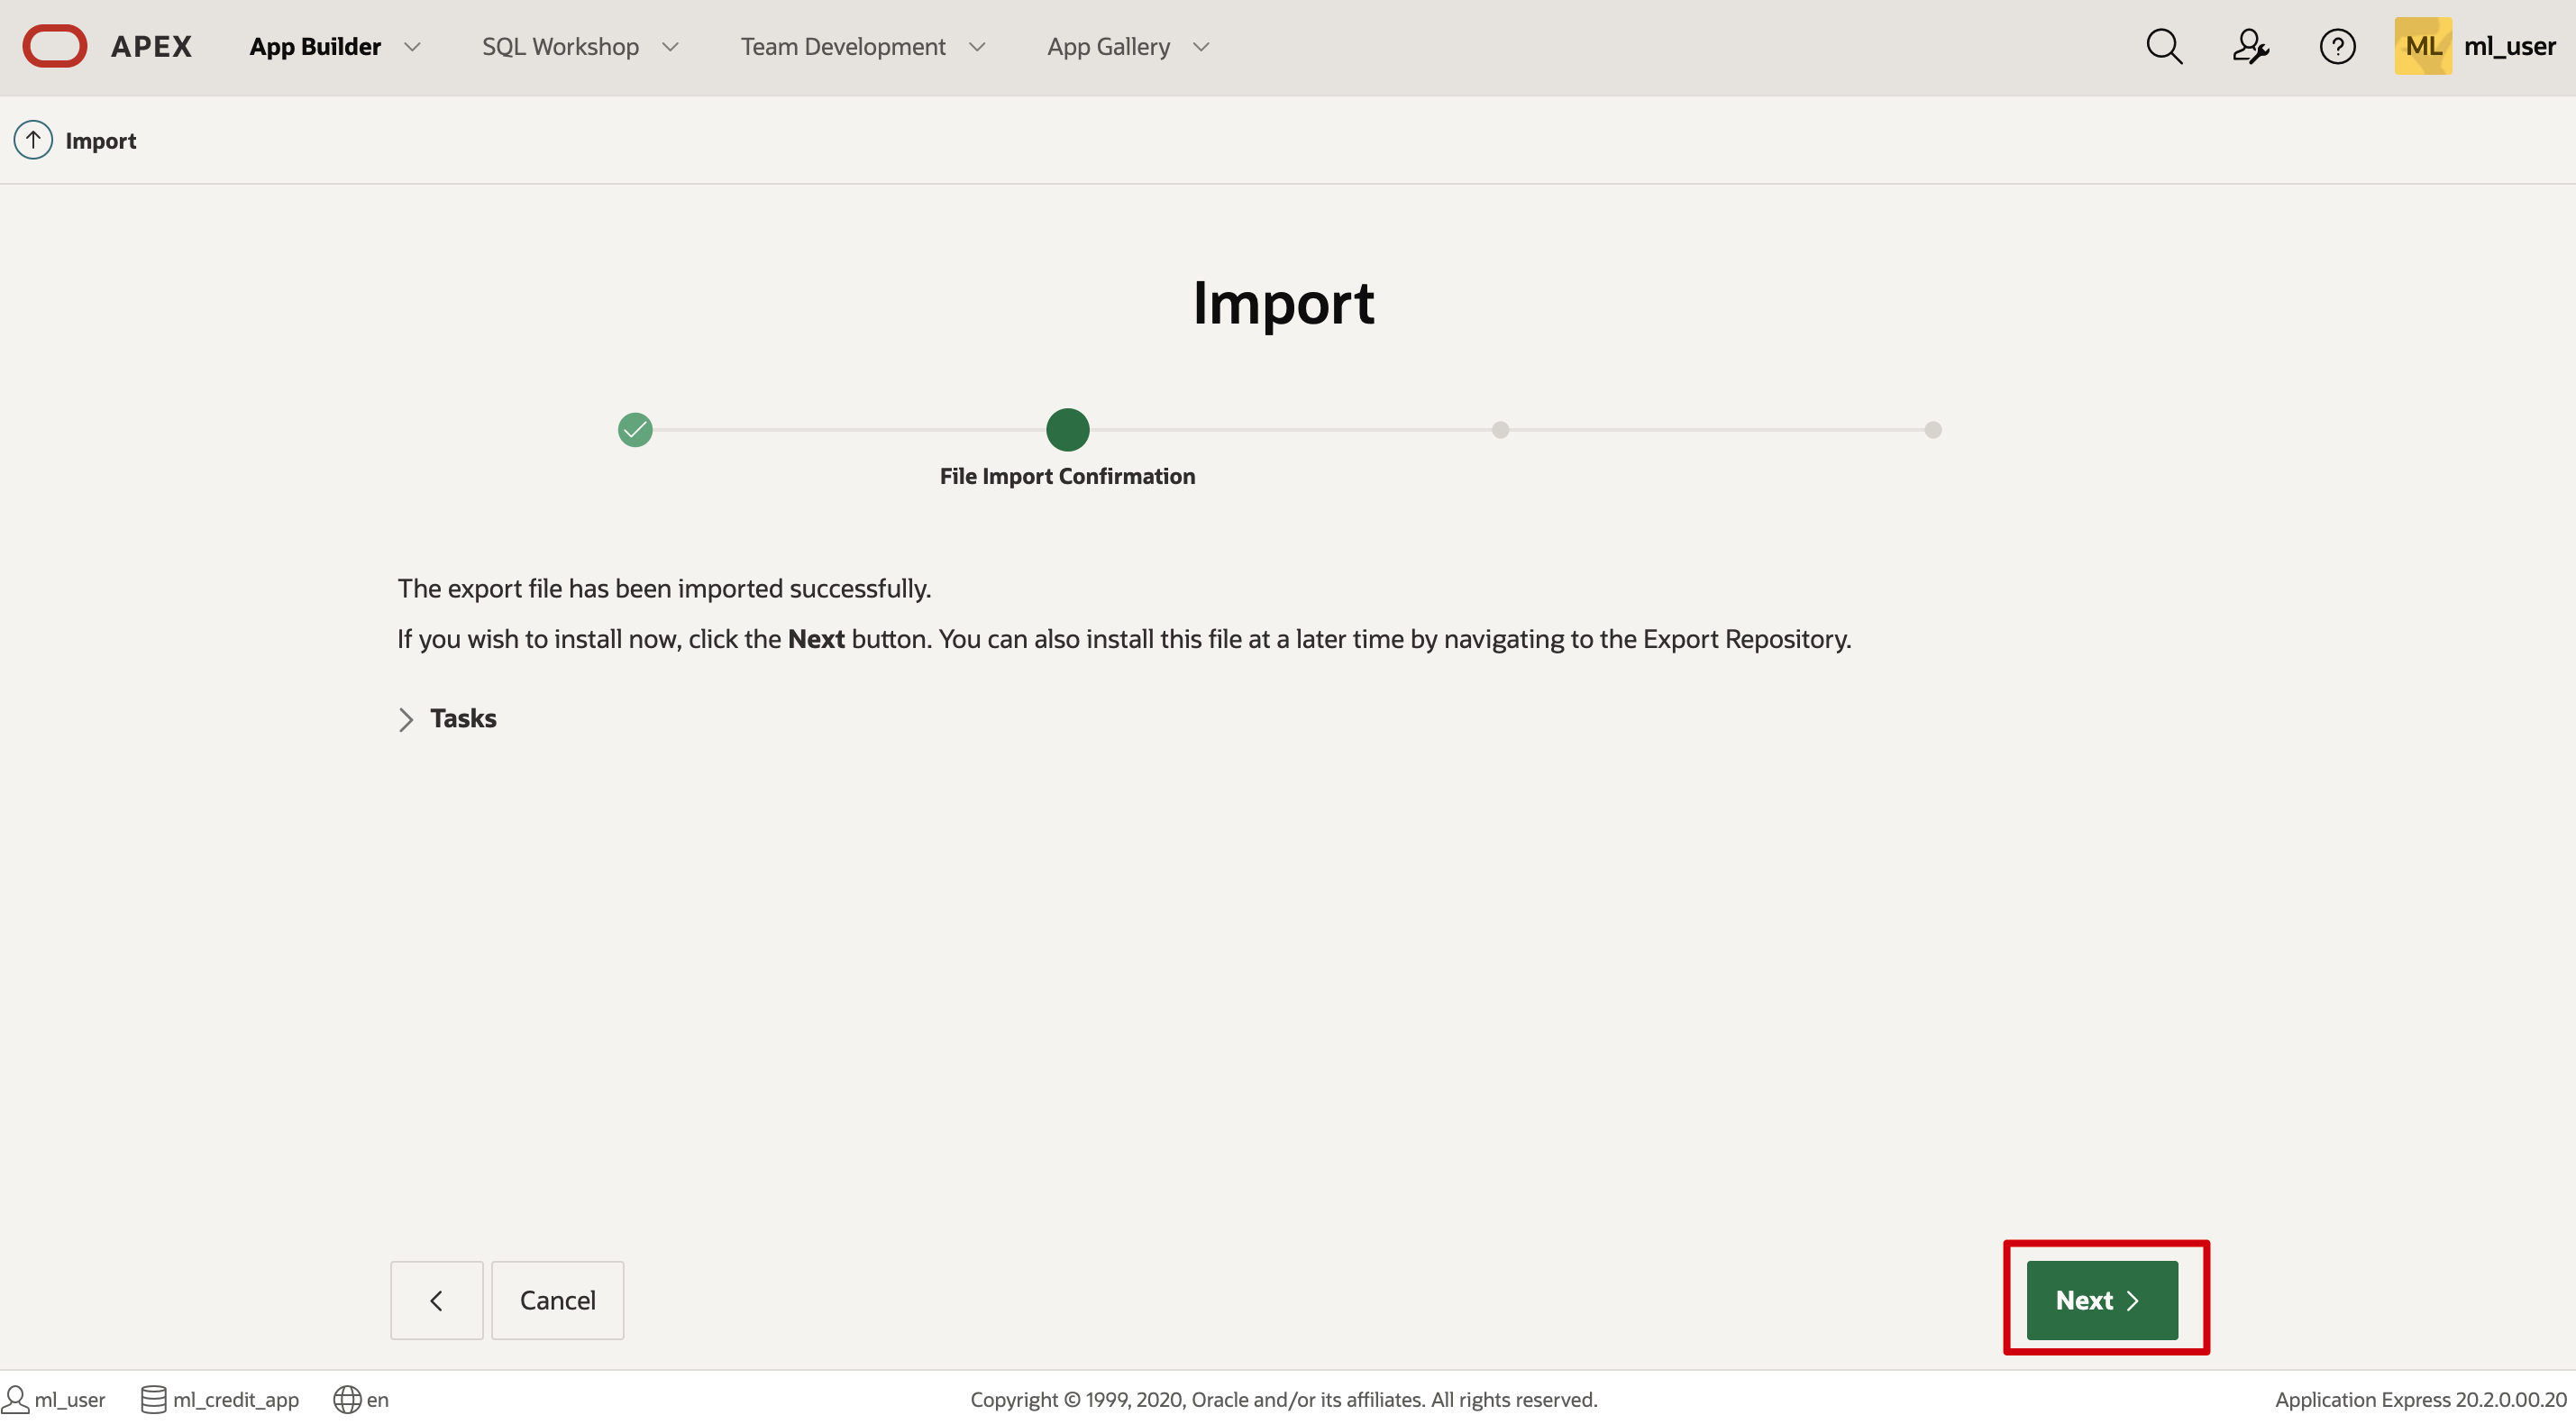 APEX App Builder SQL Workshop Team Development App Gallery ? ML ml_user
Import
Import
File Import Confirmation
The export file has been imported successfully.
If you wish to install now, click the Next button. You can also install this file at a later time by navigating to the Export Repository.
Tasks
Cancel Next
ml_user ml_credit_app en Copyright © 1999, 2020, Oracle and/or its affiliates. All rights reserved. Application Express 20.2.0.00.20